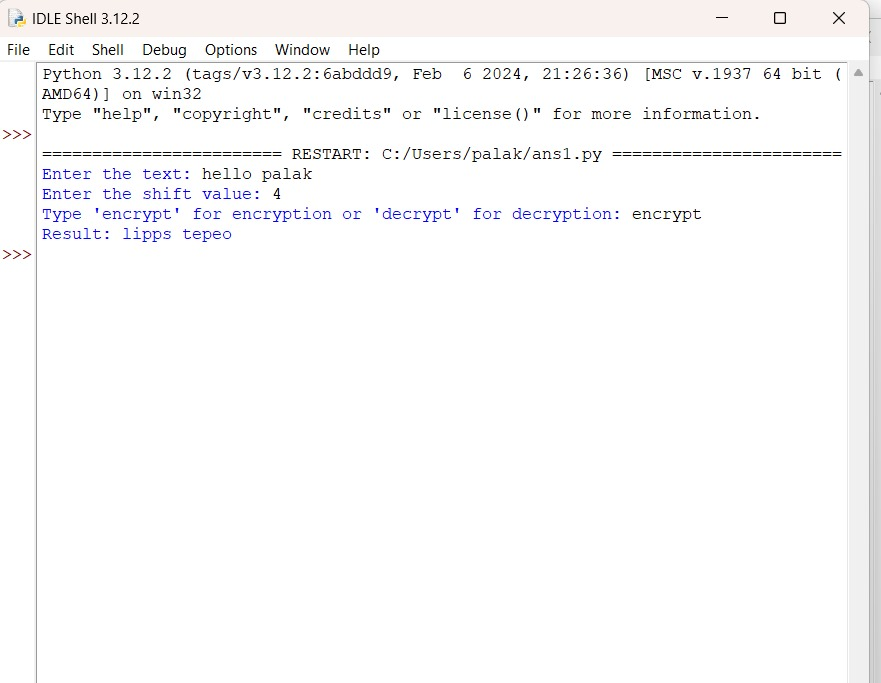 IDLE Shell 3.12.2
File Edit Shell Debug Options Window Help
Python 3.12.2 (tags/v3.12.2:6abddd9, Feb  6 2024, 21:26:36) [MSC v.1937 64 bit (
AMD64)] on win32
Type "help", "copyright", "credits" or "license()" for more information.
>>>
======================== RESTART: C:/Users/palak/ans1.py =======================
Enter the text: hello palak
Enter the shift value: 4
Type 'encrypt' for encryption or 'decrypt' for decryption: encrypt
Result: lipps tepeo
>>>